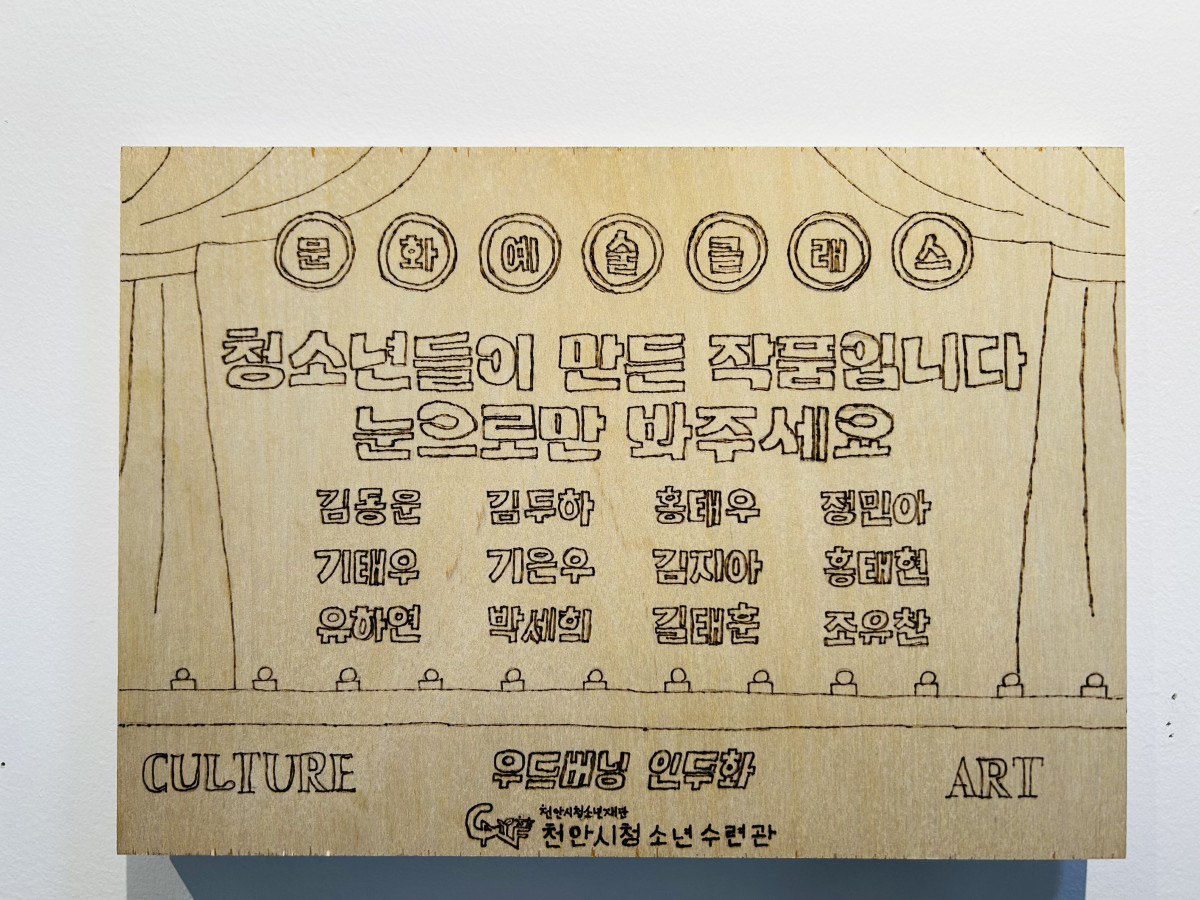 문화예술클래스
청소년들이 만든 작품입니다
눈으로만 봐주세요
김동운 김두하 홍태우 정민아
기태우 기은우 김지아 홍태현
유하연 박세희 길태훈 조유찬
CULTURE 우드버닝 인두화 ART
천안시청소년재단
천안시청소년수련관